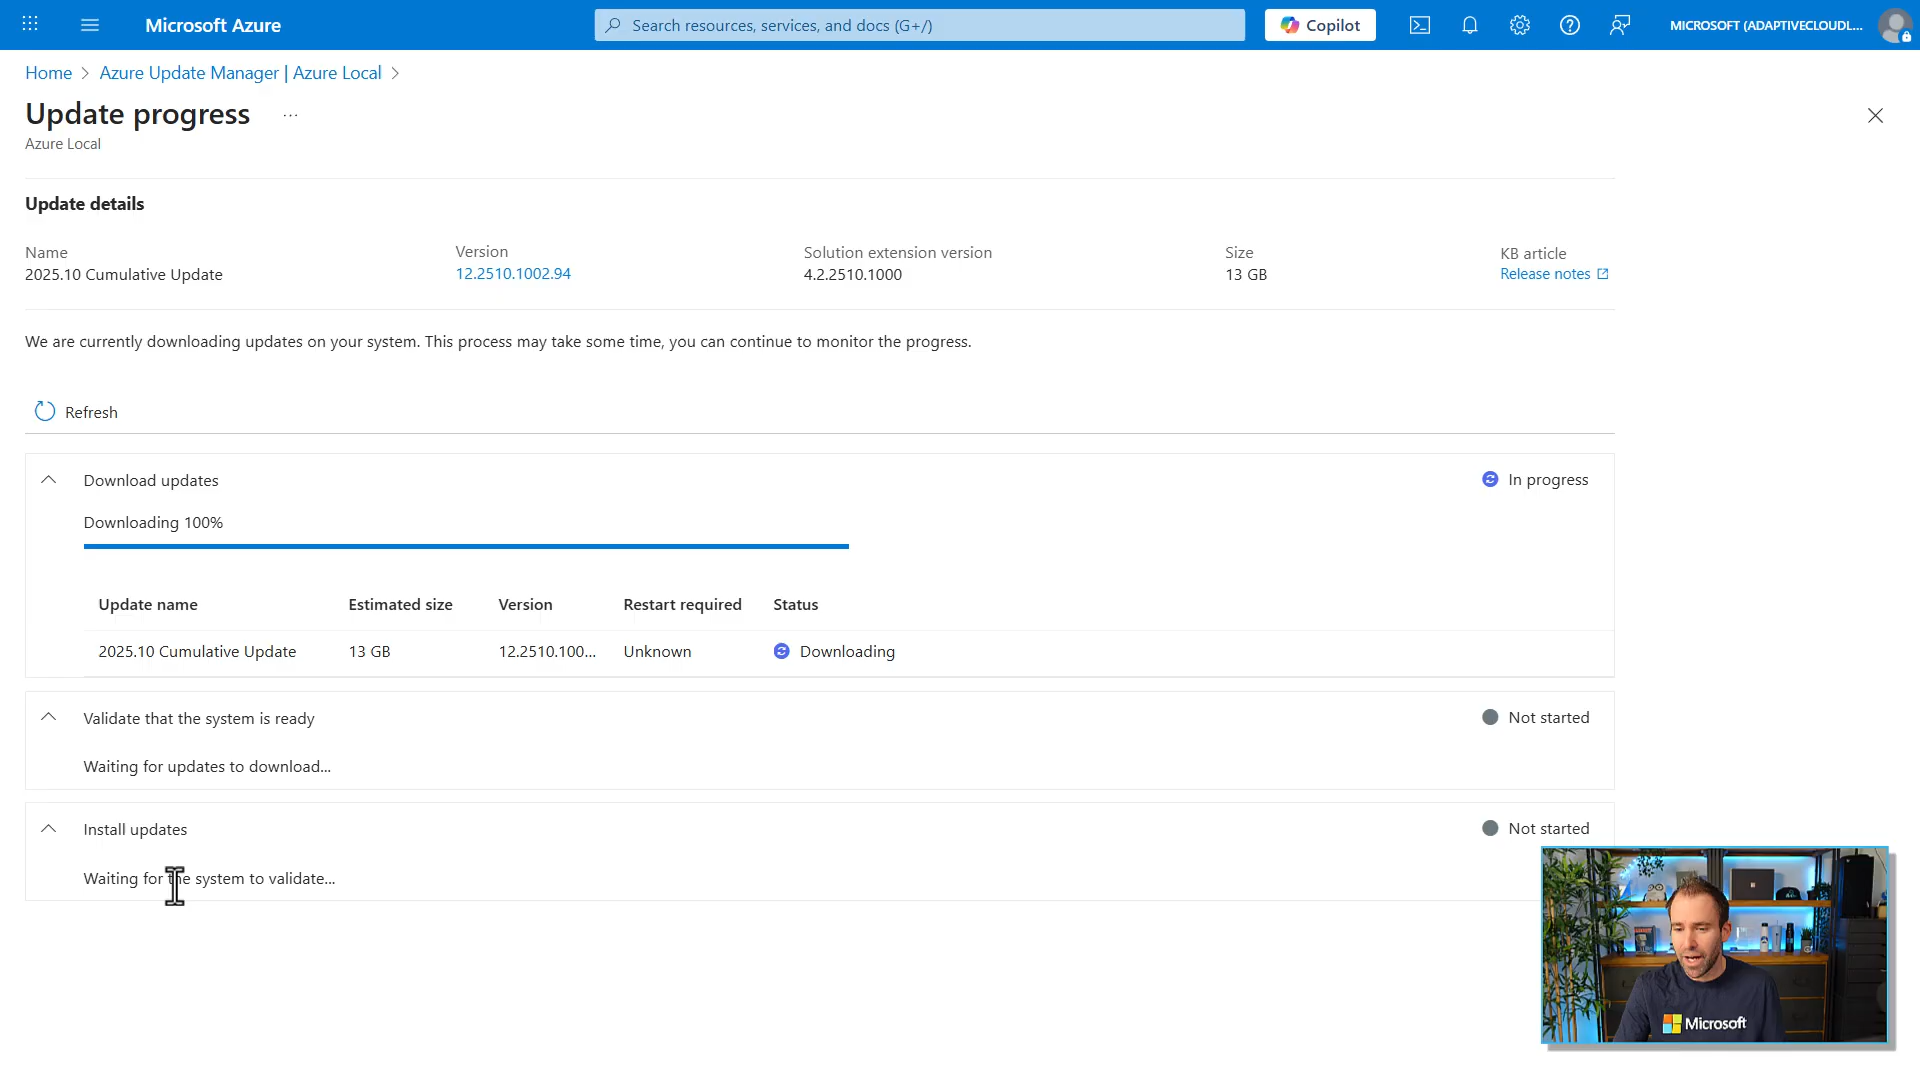 Microsoft Azure
Search resources, services, and docs (G+/)
Copilot
MICROSOFT (ADAPTIVECLOUDL...
Home > Azure Update Manager | Azure Local >
Update progress ...
Azure Local
Update details
Name
Version
Solution extension version
Size
KB article
2025.10 Cumulative Update
12.2510.1002.94
4.2.2510.1000
13 GB
Release notes
We are currently downloading updates on your system. This process may take some time, you can continue to monitor the progress.
Refresh
Download updates
In progress
Downloading 100%
Update name Estimated size Version Restart required Status
2025.10 Cumulative Update 13 GB 12.2510.100... Unknown Downloading
Validate that the system is ready
Not started
Waiting for updates to download...
Install updates
Not started
Waiting for the system to validate...
Microsoft